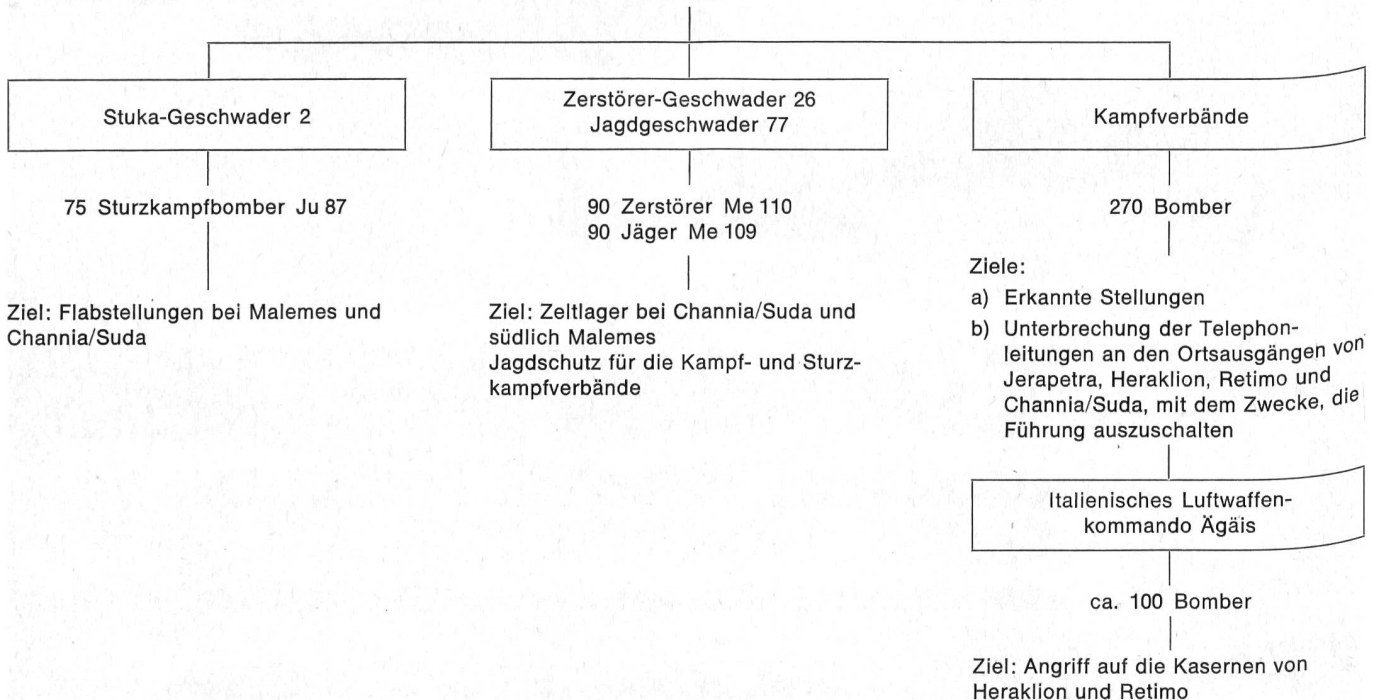 Stuka-Geschwader 2
75 Sturzkampfbomber Ju 87
Ziel: Flabstellungen bei Malemes und
Channia/Suda
Zerstörer-Geschwader 26
Jagdgeschwader 77
90 Zerstörer Me 110
90 Jäger Me 109
Ziel: Zeltlager bei Channia/Suda und
südlich Malemes
Jagdschutz für die Kampf- und Sturz-
kampfverbände
Kampfverbände
270 Bomber
Ziele:
a) Erkannte Stellungen
b) Unterbrechung der Telephon-
leitungen an den Ortsausgängen von
Jerapetra, Heraklion, Retimo und
Channia/Suda, mit dem Zwecke, die
Führung auszuschalten
Italienisches Luftwaffen-
kommando Ägäis
ca. 100 Bomber
Ziel: Angriff auf die Kasernen von
Heraklion und Retimo